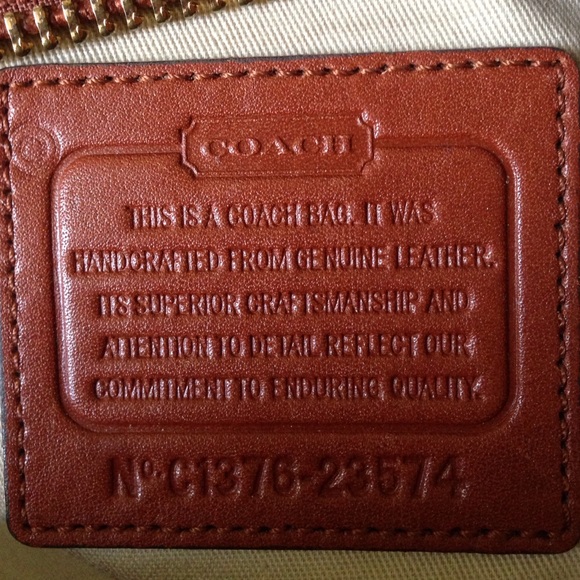 COACH
THIS IS A COACH BAG. IT WAS
HANDCRAFTED FROM GENUINE LEATHER.
ITS SUPERIOR CRAFTSMANSHIP AND
ATTENTION TO DETAIL REFLECT OUR
COMMITMENT TO ENDURING QUALITY.
No C1376-23574